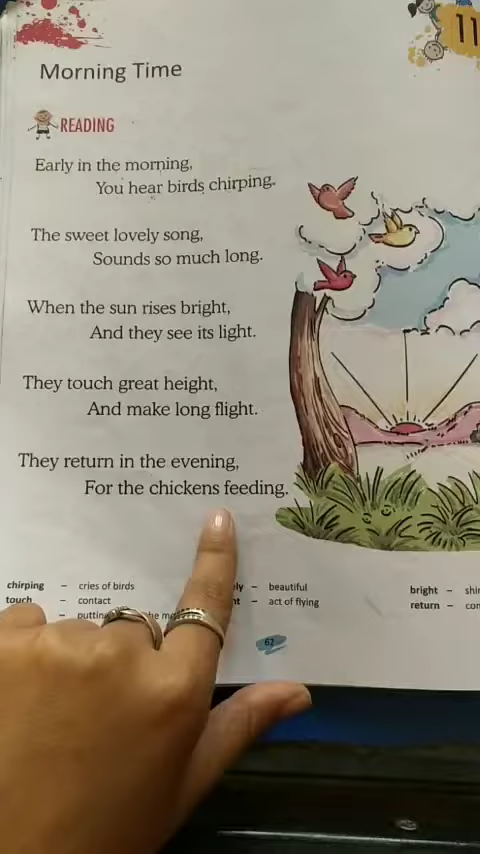 11
Morning Time
READING
Early in the morning,
You hear birds chirping.
The sweet lovely song,
Sounds so much long.
When the sun rises bright,
And they see its light.
They touch great height,
And make long flight.
They return in the evening,
For the chickens feeding.
chirping – cries of birds ly – beautiful bright –
touch – contact – act of flying return –
–
62